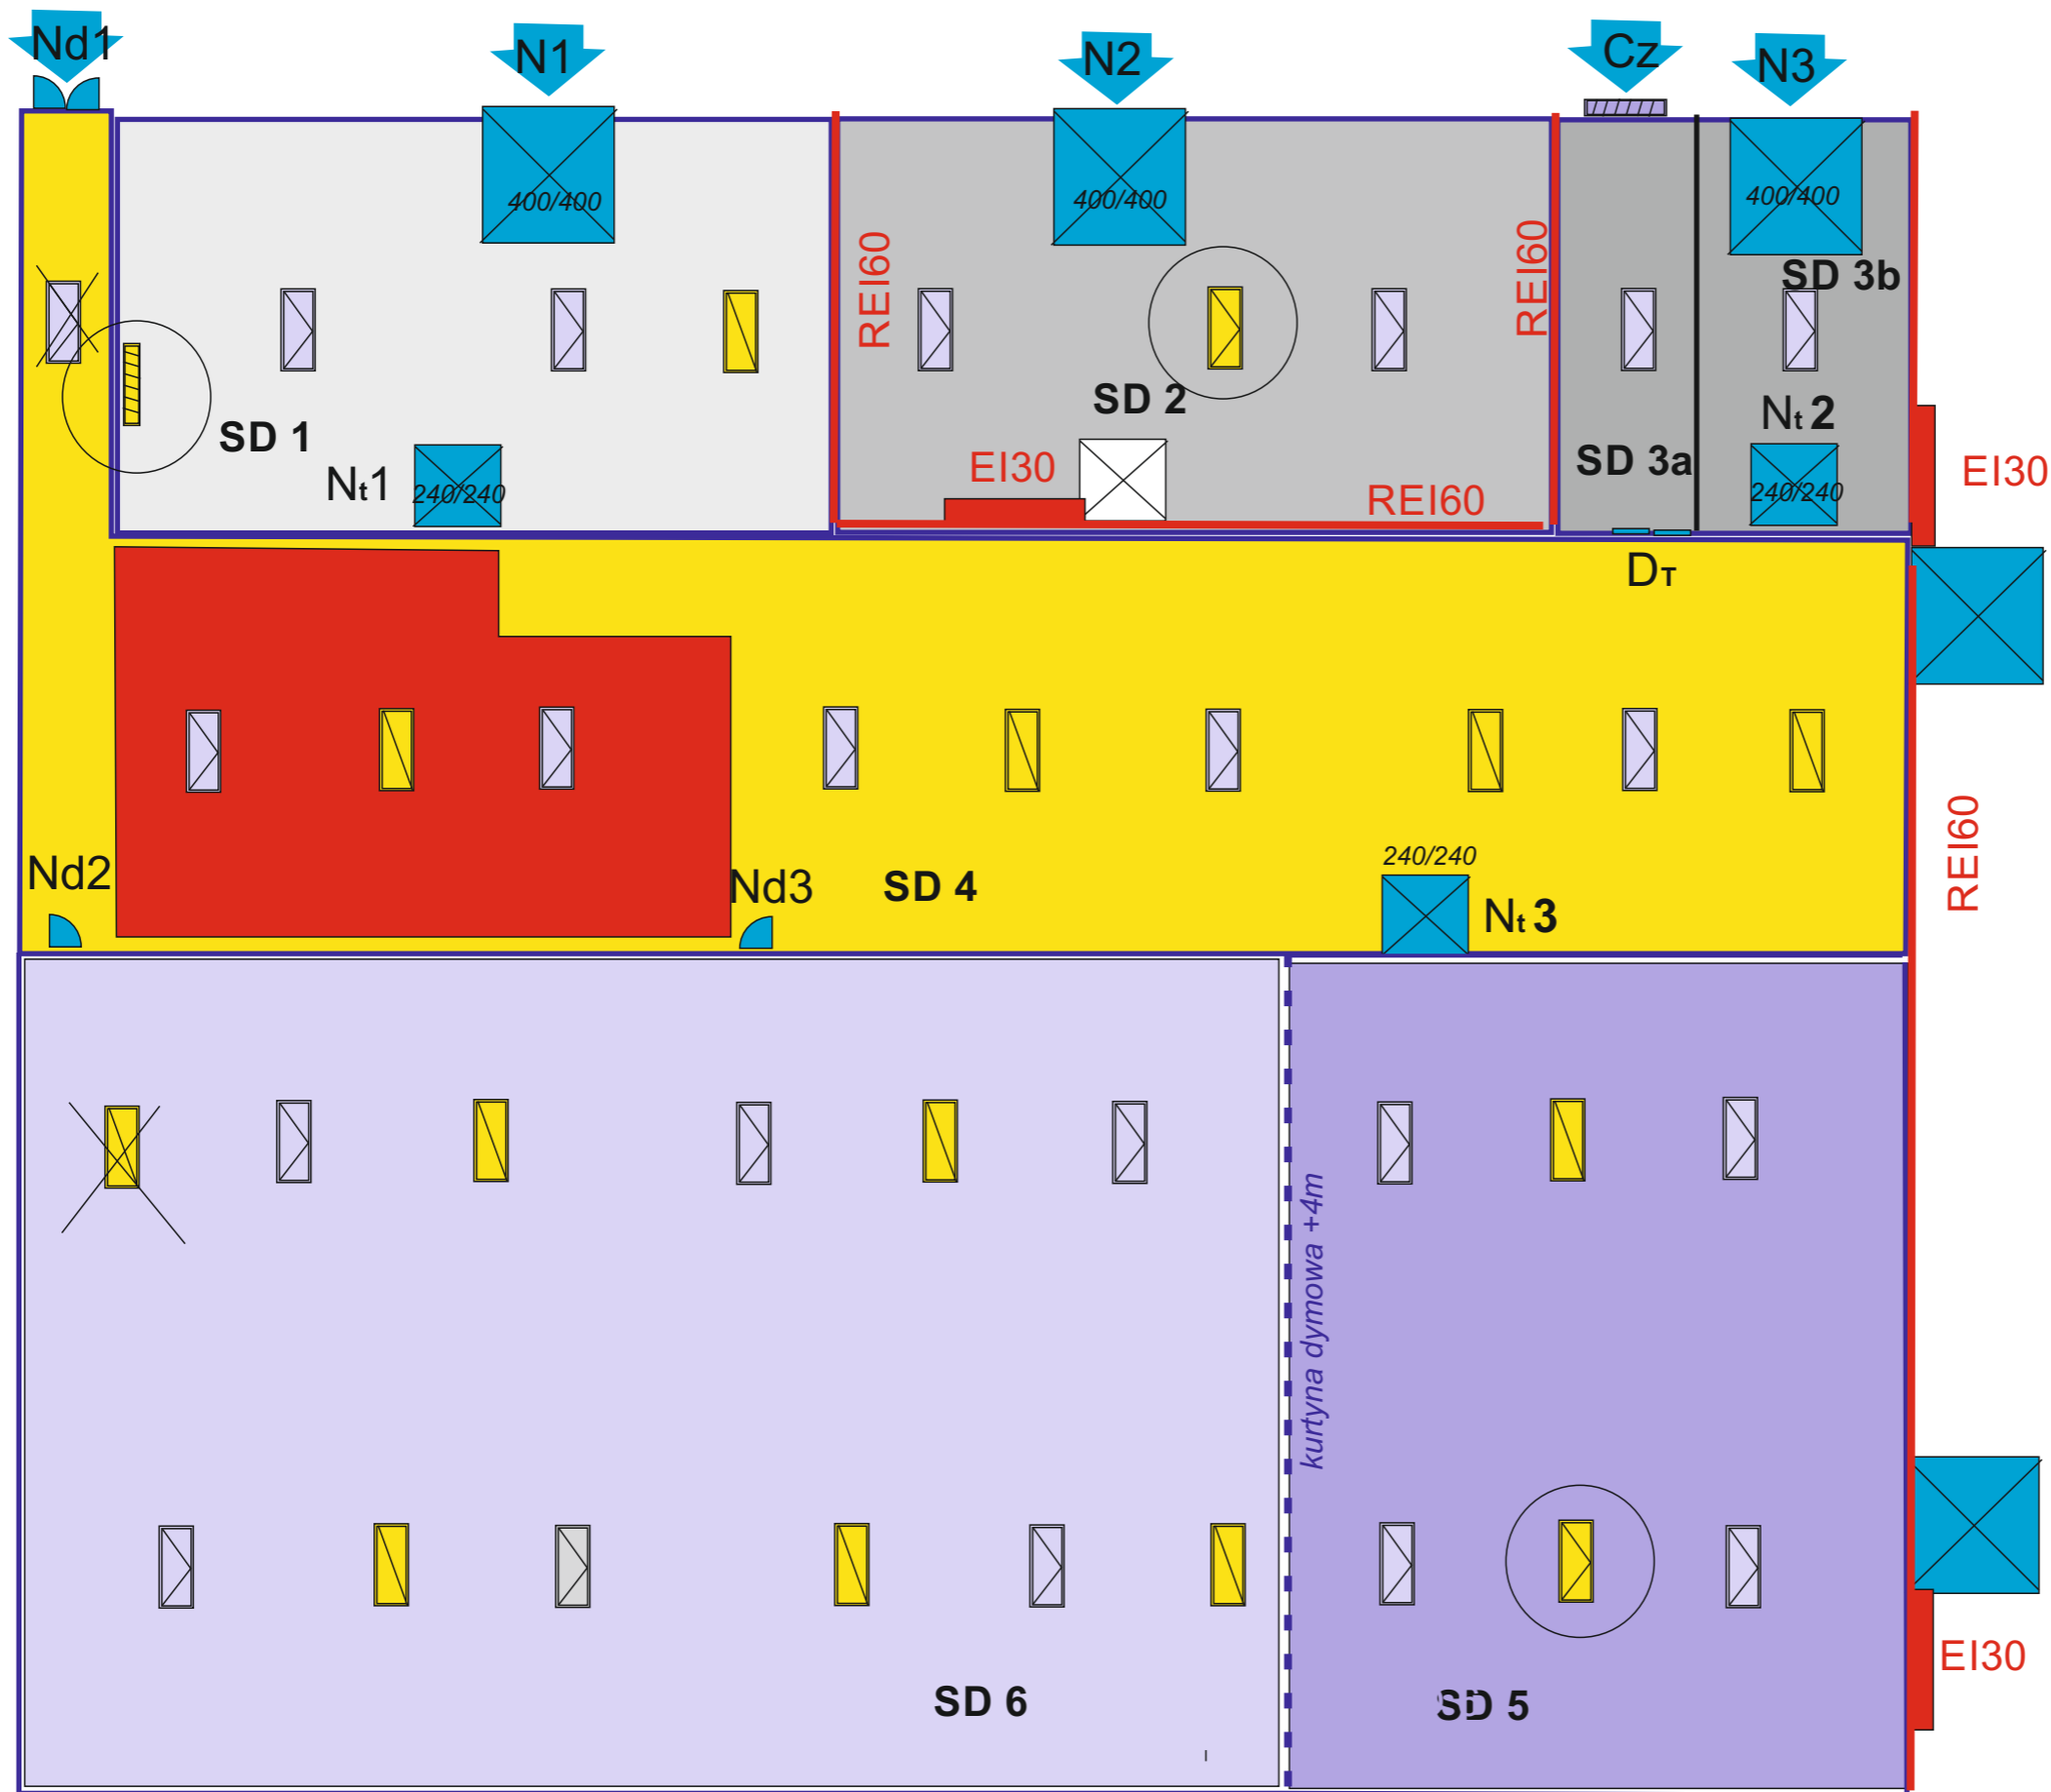 Nd1
N1
N2
Cz
N3
400/400
400/400
400/400
REI60
REI60
SD 3b
SD 2
Nt 2
SD 1
EI30
SD 3a
EI30
Nt1
240/240
240/240
REI60
DT
REI60
240/240
Nd2
Nd3
SD 4
Nt 3
kurtyna dymowa +4m
EI30
SD 6
SD 5